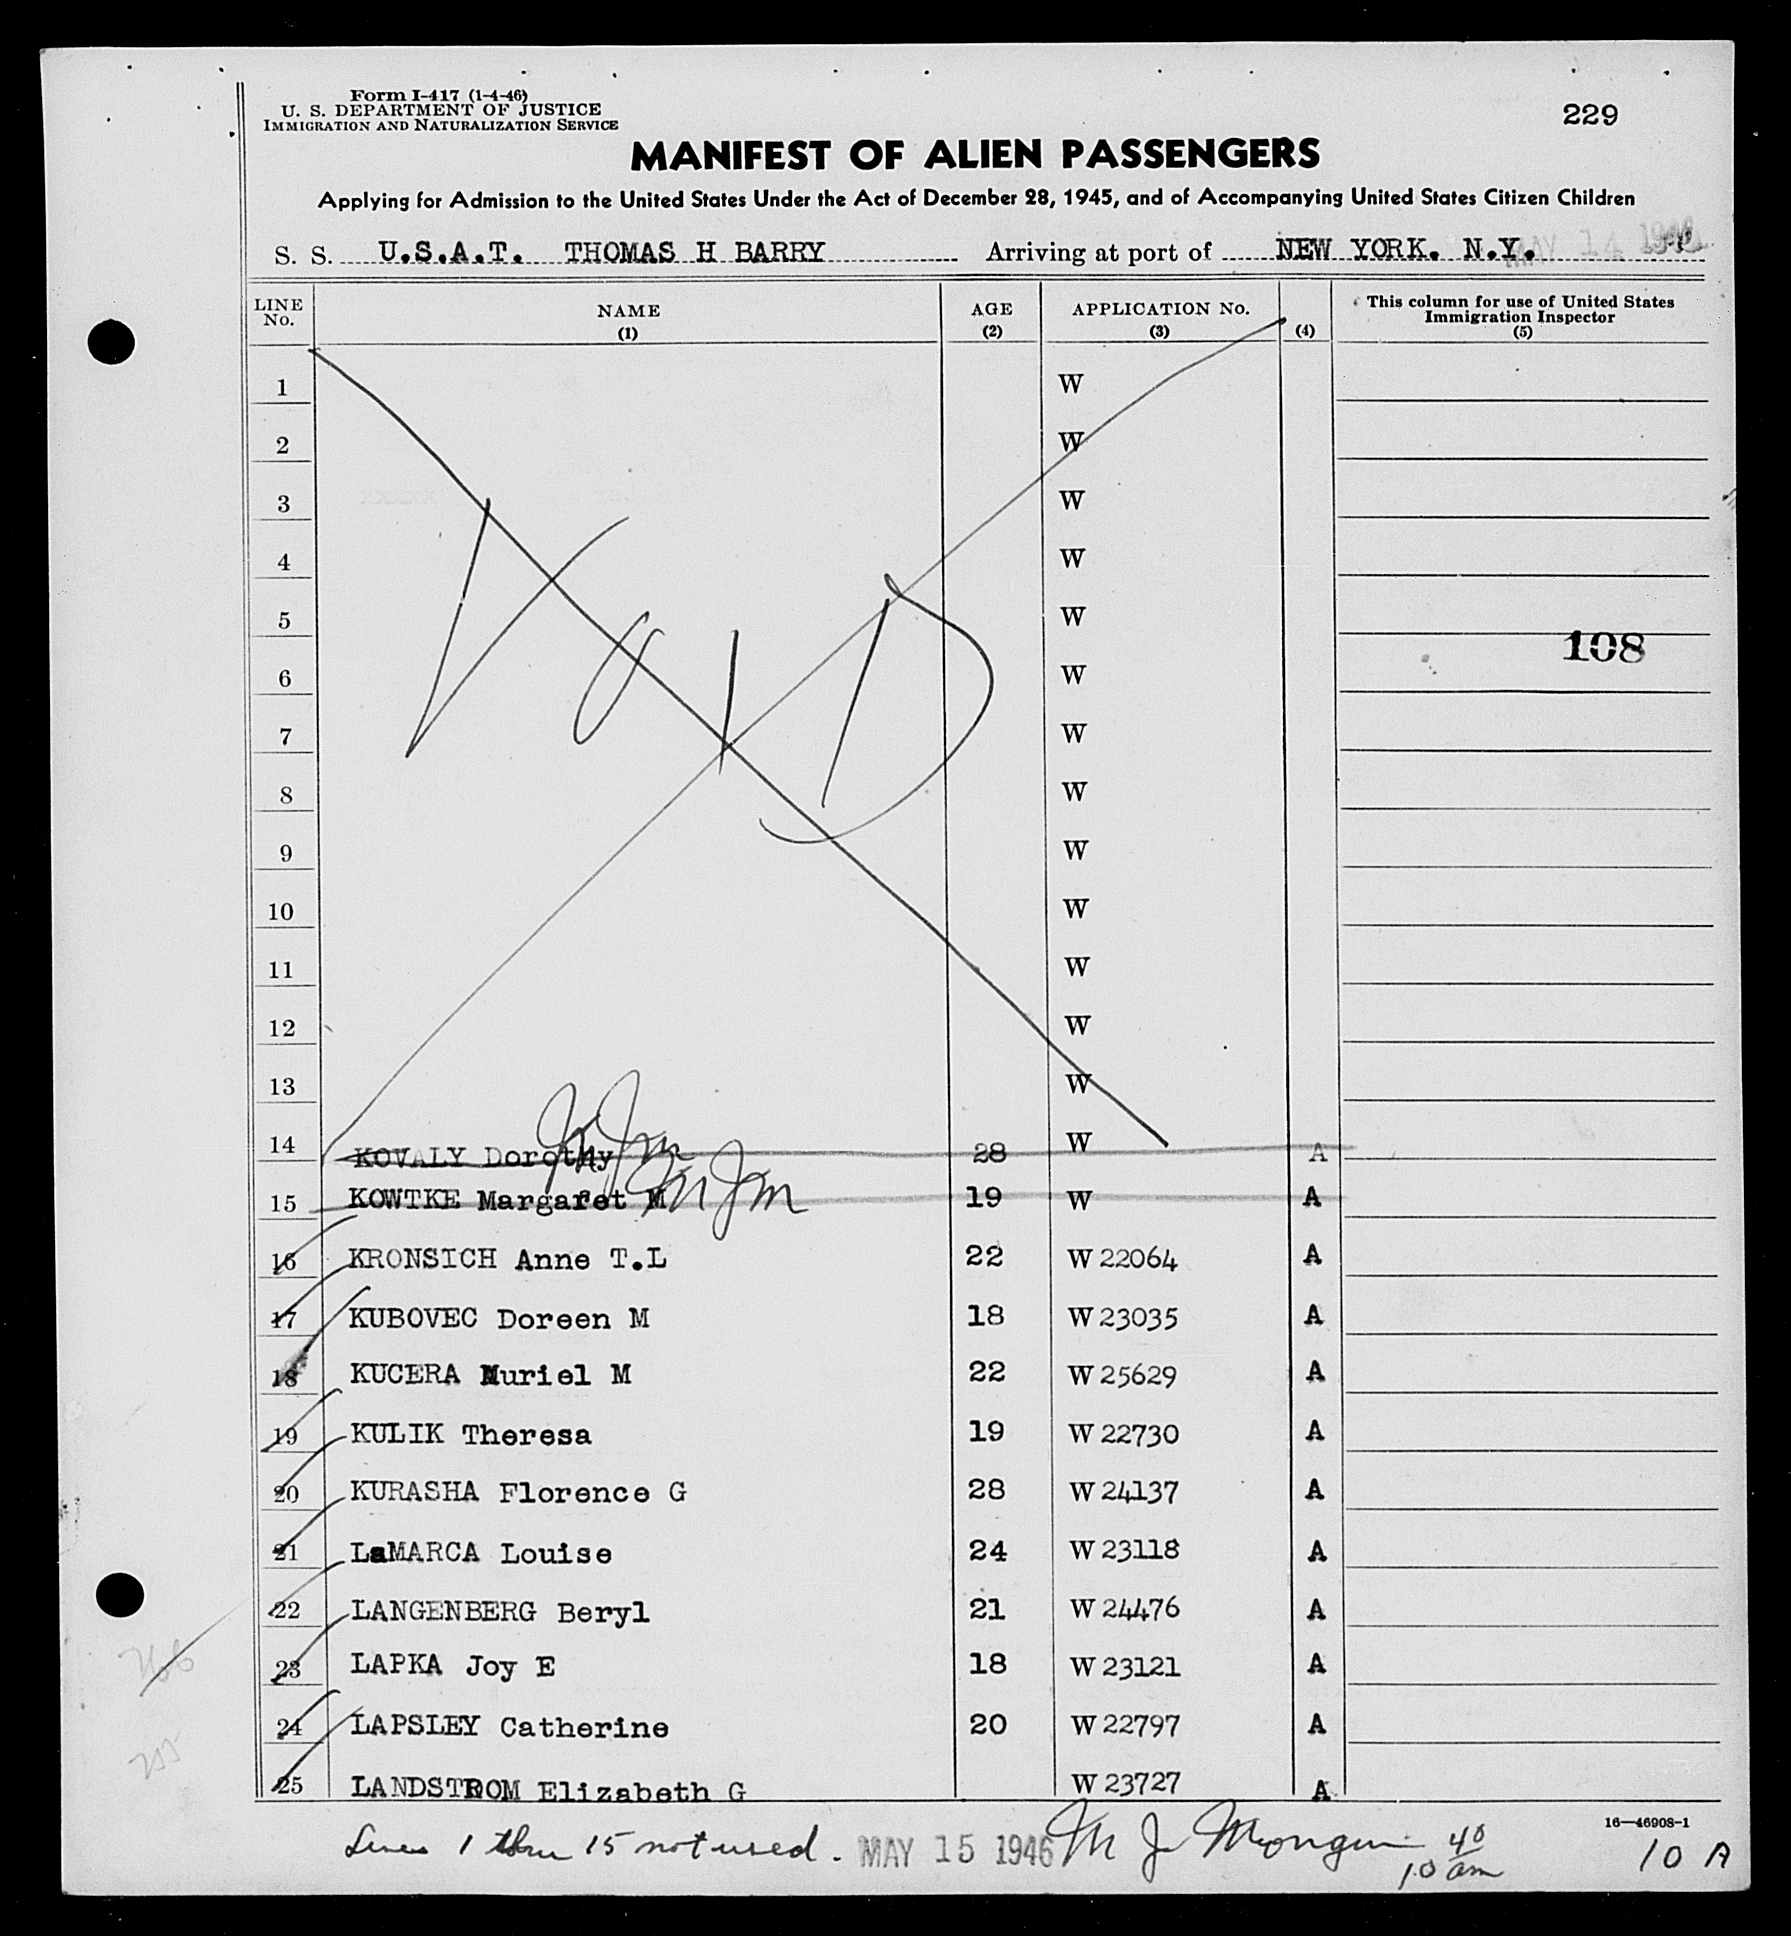 Form I-417 (1-4-46)
U. S. DEPARTMENT OF JUSTICE
IMMIGRATION AND NATURALIZATION SERVICE
229
MANIFEST OF ALIEN PASSENGERS
Applying for Admission to the United States Under the Act of December 28, 1945, and of Accompanying United States Citizen Children
S. S. U.S.A.T. THOMAS H BARRY Arriving at port of NEW YORK. N.Y. MAY 14 1946
LINE No. NAME (1) AGE (2) APPLICATION No. (3) (4) This column for use of United States Immigration Inspector (5)
1 W
2 W
3 W
4 W
5 W
108
6 W
7 W
8 W
9 W
10 W
11 W
12 W
13 W
14 KOVALY Dorothy 28 W A
15 KOWTKE Margaret M 19 W A
16 KRONSICH Anne T.L 22 W 22064 A
17 KUBOVEC Doreen M 18 W 23035 A
18 KUCERA Muriel M 22 W 25629 A
19 KULIK Theresa 19 W 22730 A
20 KURASHA Florence G 28 W 24137 A
21 LaMARCA Louise 24 W 23118 A
22 LANGENBERG Beryl 21 W 24476 A
23 LAPKA Joy E 18 W 23121 A
24 LAPSLEY Catherine 20 W 22797 A
25 LANDSTROM Elizabeth G W 23727 A
16—46908-1
Lines 1 thru 15 not used. MAY 15 1946 M J 40 10 am 10 A